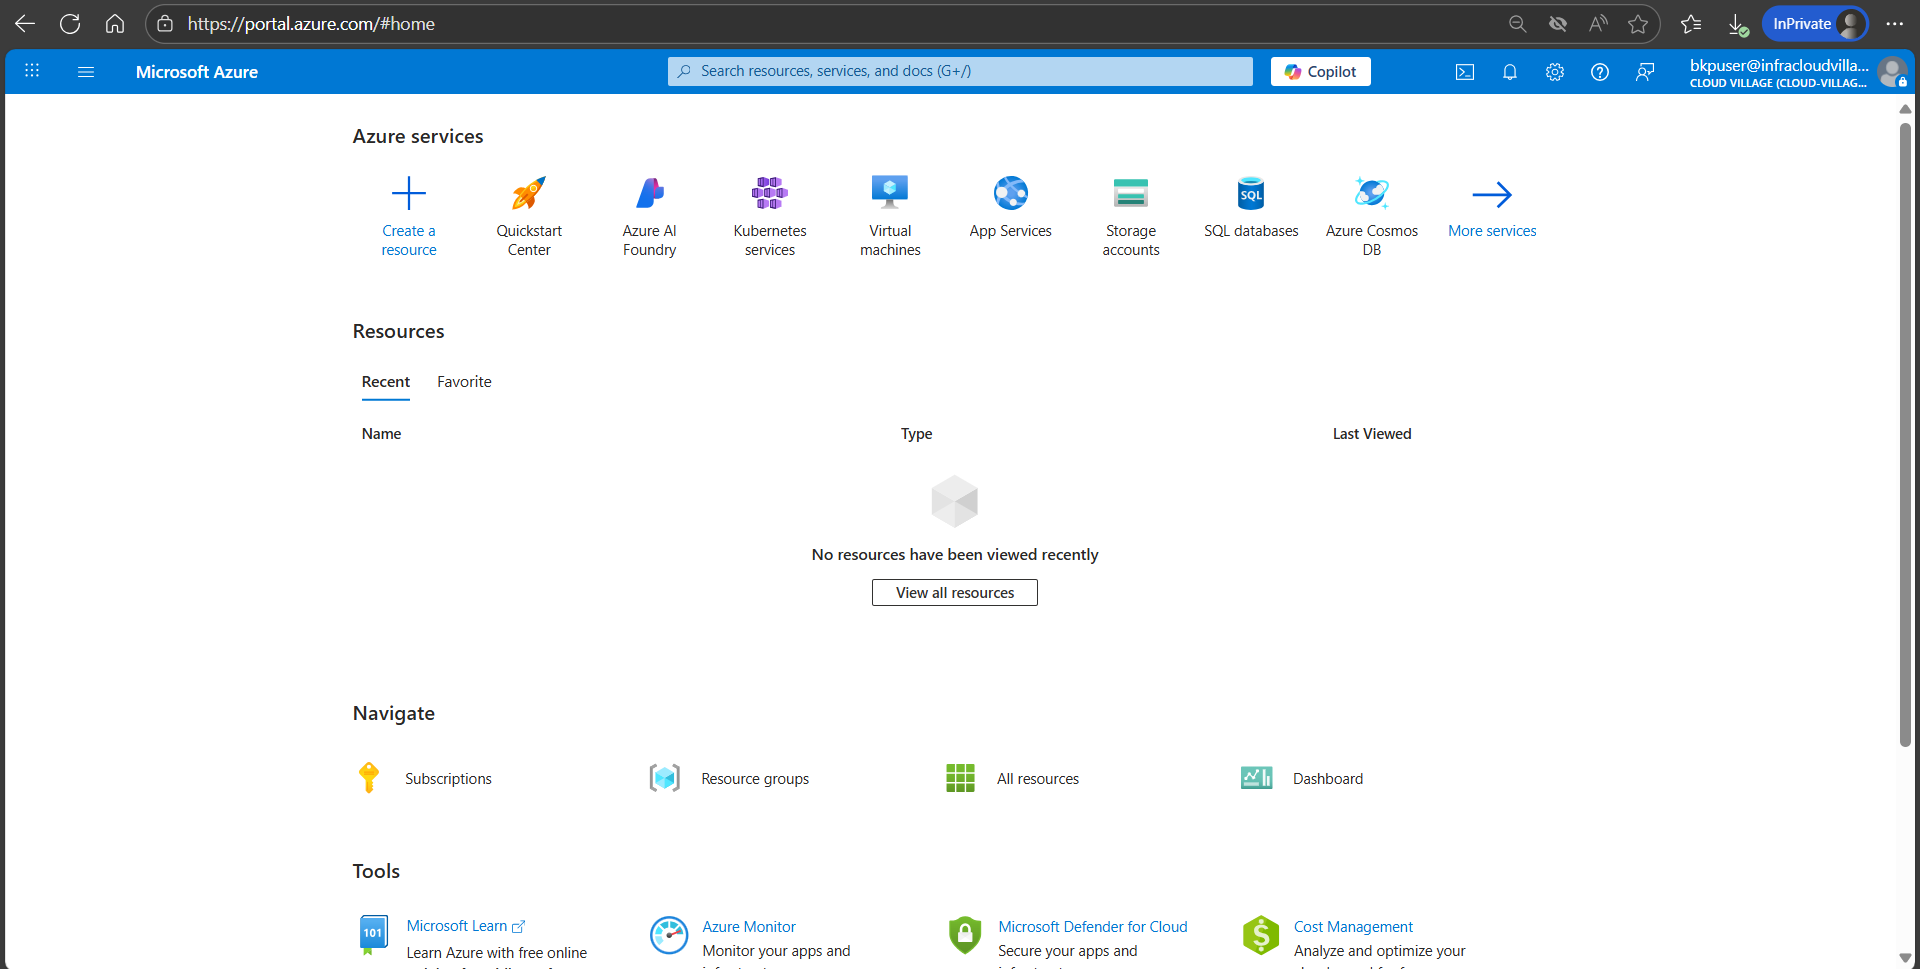 https://portal.azure.com/#home
InPrivate
Microsoft Azure
Search resources, services, and docs (G+/)
Copilot
bkpuser@infracloudvilla...
CLOUD VILLAGE (CLOUD-VILLAG...
Azure services
Create a resource
Quickstart Center
Azure AI Foundry
Kubernetes services
Virtual machines
App Services
Storage accounts
SQL
SQL databases
Azure Cosmos DB
More services
Resources
Recent
Favorite
Name
Type
Last Viewed
No resources have been viewed recently
View all resources
Navigate
Subscriptions
Resource groups
All resources
Dashboard
Tools
101
Microsoft Learn
Learn Azure with free online
Azure Monitor
Monitor your apps and
Microsoft Defender for Cloud
Secure your apps and
$
Cost Management
Analyze and optimize your